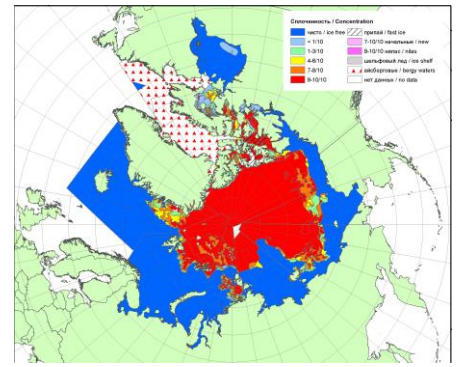 Сплоченность / Concentration
чисто / ice free
< 1/10
1-3/10
4-6/10
7-8/10
9-10/10
припай / fast ice
7-10/10 начальные / new
9-10/10 нилас / nilas
шельфовый лед / ice shelf
айсберговые / bergy waters
нет данных / no data